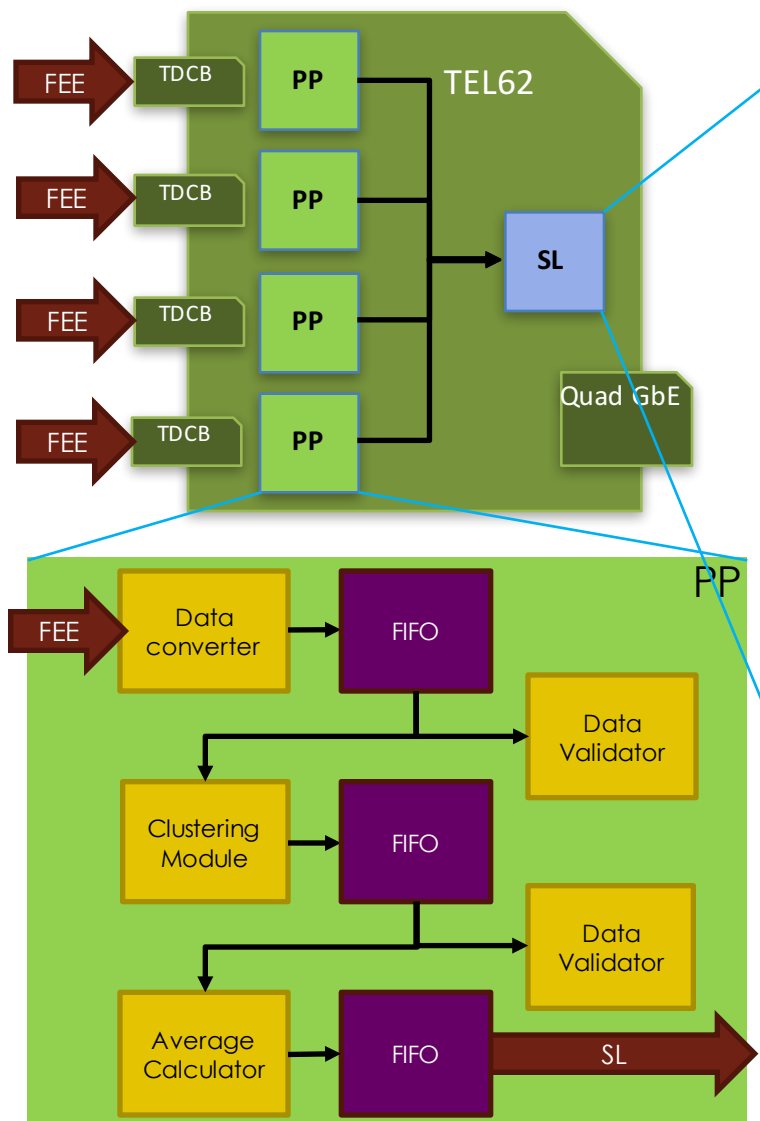 TEL62
FEE
TDCB
PP
FEE
TDCB
PP
SL
FEE
TDCB
PP
Quad GbE
FEE
TDCB
PP
PP
FEE
Data
converter
FIFO
Data
Validator
Clustering
Module
FIFO
Data
Validator
Average
Calculator
FIFO
SL